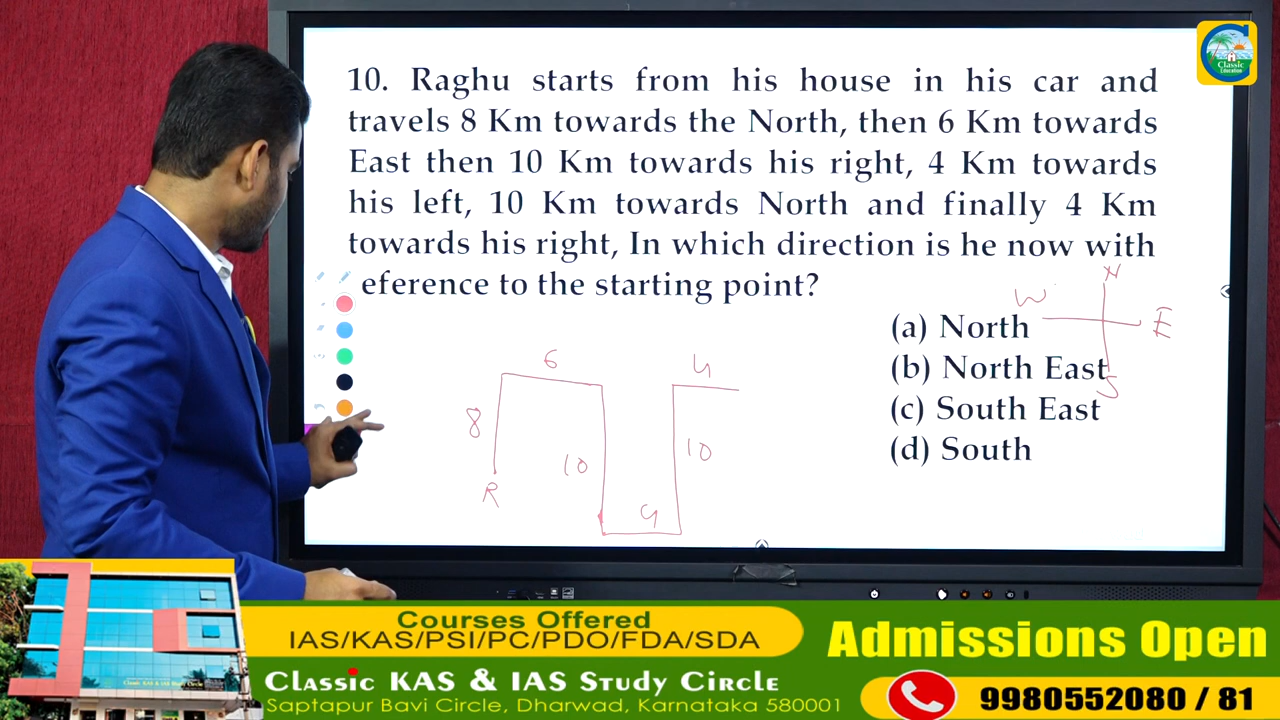 Classic
Education
10. Raghu starts from his house in his car and
travels 8 Km towards the North, then 6 Km towards
East then 10 Km towards his right, 4 Km towards
his left, 10 Km towards North and finally 4 Km
towards his right, In which direction is he now with
eference to the starting point?
(a) North
(b) North East
(c) South East
(d) South
N
W
E
S
6
4
8
10
10
R
4
Courses Offered
IAS/KAS/PSI/PC/PDO/FDA/SDA
Classic KAS & IAS Study Circle
Saptapur Bavi Circle, Dharwad, Karnataka 580001
Admissions Open
9980552080 / 81